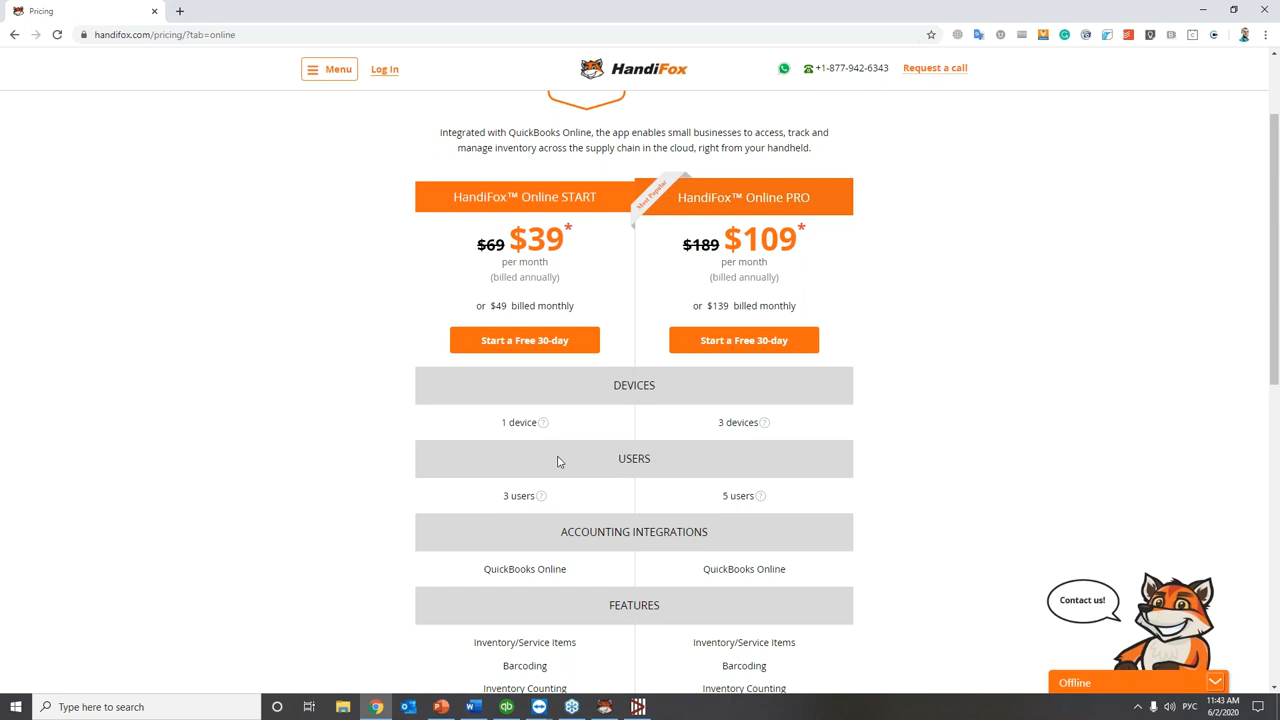 Pricing
handifox.com/pricing/?tab=online
Menu
Log In
HandiFox
+1-877-942-6343
Request a call
Integrated with QuickBooks Online, the app enables small businesses to access, track and
manage inventory across the supply chain in the cloud, right from your handheld.
HandiFox™ Online START
Most Popular
HandiFox™ Online PRO
$69 $39*
$189 $109*
per month
per month
(billed annually)
(billed annually)
or $49 billed monthly
or $139 billed monthly
Start a Free 30-day
Start a Free 30-day
DEVICES
1 device
3 devices
USERS
3 users
5 users
ACCOUNTING INTEGRATIONS
QuickBooks Online
QuickBooks Online
FEATURES
Inventory/Service Items
Inventory/Service Items
Barcoding
Barcoding
Inventory Counting
Inventory Counting
Contact us!
Offline
Type here to search
РУС
11:43 AM
6/2/2020